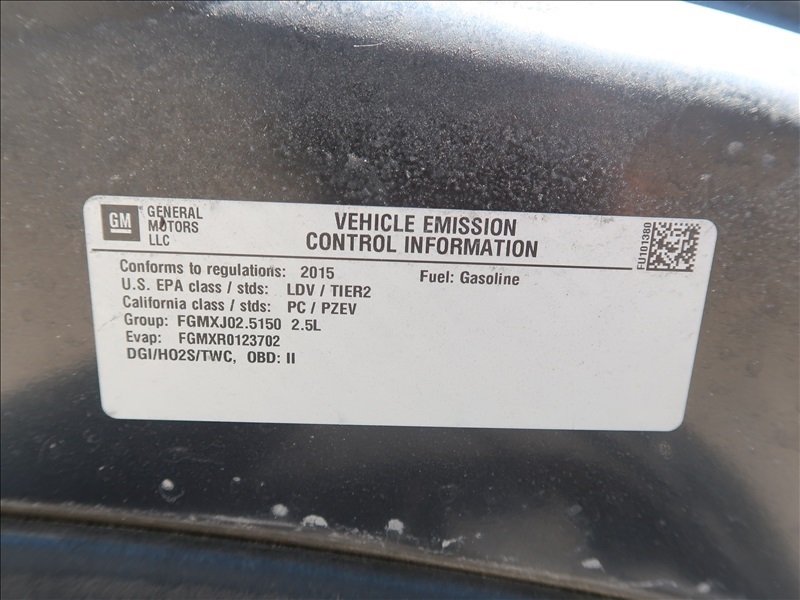 GM
GENERAL
MOTORS
LLC
VEHICLE EMISSION
CONTROL INFORMATION
FU101380
Conforms to regulations: 2015
Fuel: Gasoline
U.S. EPA class / stds: LDV / TIER2
California class / stds: PC / PZEV
Group: FGMXJ02.5150 2.5L
Evap: FGMXR0123702
DGI/HO2S/TWC, OBD: II